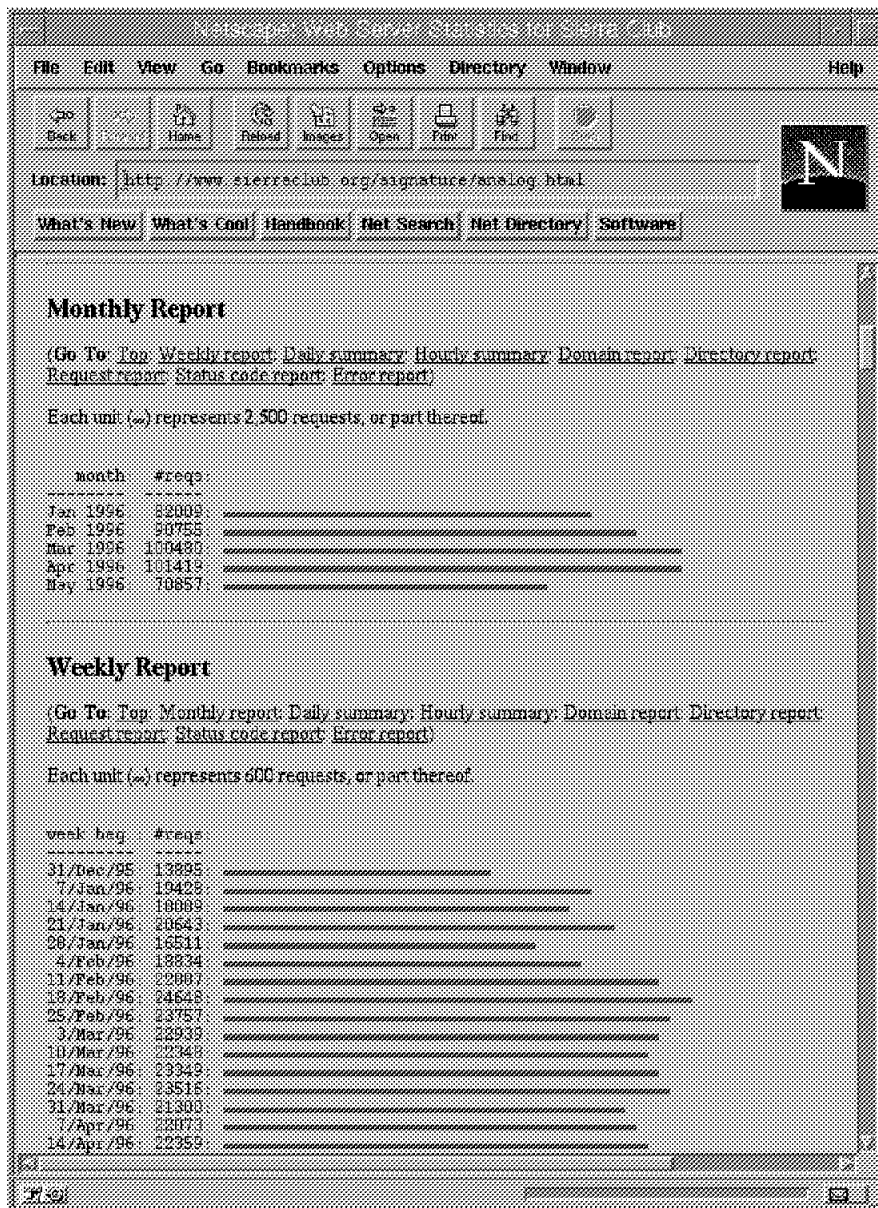 Netscape: Web Server Statistics for Sierra Club
File Edit View Go Bookmarks Options Directory Window Help
Back Forward Home Reload Images Open Print Find Stop
Location: http://www.sierraclub.org/signature/analog.html
N
What's New What's Cool Handbook Net Search Net Directory Software
Monthly Report
(Go To: Top: Weekly report: Daily summary: Hourly summary: Domain report: Directory report:
Request report: Status code report: Error report)
Each unit ( ) represents 2,500 requests, or part thereof.
month #reqs:
-------- ------
Jan 1996: 92009:
Feb 1996: 90755:
Mar 1996: 100480:
Apr 1996: 101419:
May 1996: 70857:
Weekly Report
(Go To: Top: Monthly report: Daily summary: Hourly summary: Domain report: Directory report:
Request report: Status code report: Error report)
Each unit ( ) represents 600 requests, or part thereof.
week beg. #reqs
--------- -----
31/Dec/95: 13895:
7/Jan/96: 19428:
14/Jan/96:
21/Jan/96: 20643:
28/Jan/96: 16511:
4/Feb/96: 18834:
11/Feb/96:
18/Feb/96: 24648:
25/Feb/96: 23757:
3/Mar/96: 22939:
10/Mar/96: 22348:
17/Mar/96: 23349:
24/Mar/96: 23516:
31/Mar/96: 21300:
7/Apr/96: 22073:
14/Apr/96: 22359: